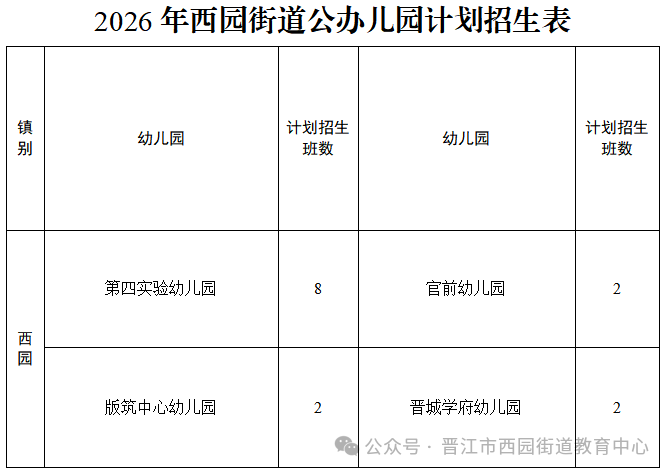 2026年西园街道公办儿园计划招生表
镇别
幼儿园
计划招生班数
幼儿园
计划招生班数
西园
第四实验幼儿园
8
官前幼儿园
2
版筑中心幼儿园
2
晋城学府幼儿园
2
公众号 · 晋江市西园街道教育中心